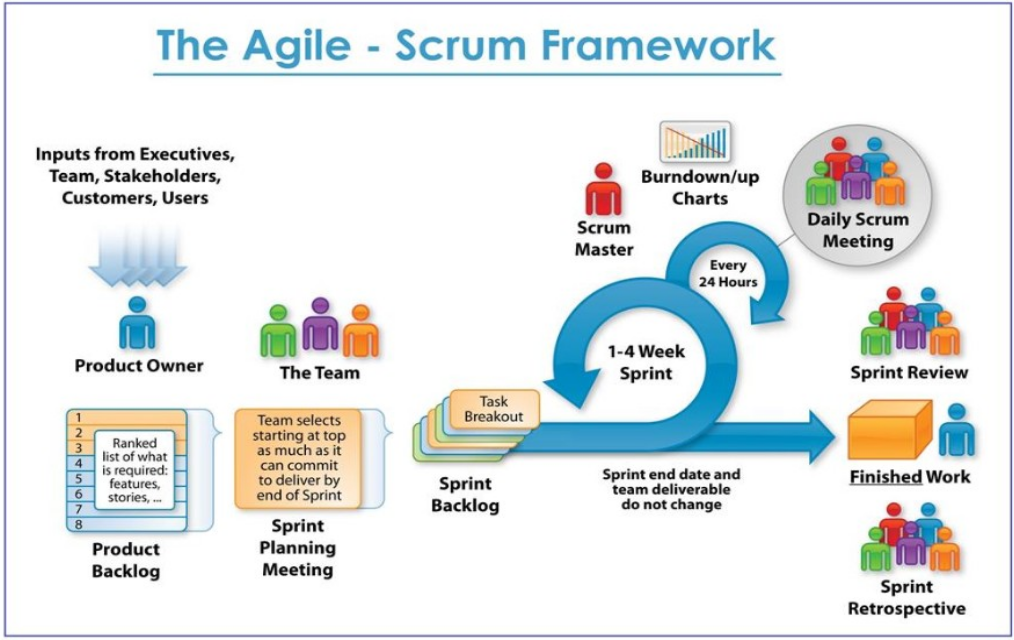 The Agile - Scrum Framework
Inputs from Executives,
Team, Stakeholders,
Customers, Users
Product Owner
The Team
1
2
3
4
5
6
7
8
Ranked
list of what
is required:
features,
stories, ...
Product
Backlog
Team selects
starting at top
as much as it
can commit
to deliver by
end of Sprint
Sprint
Planning
Meeting
Task
Breakout
Sprint
Backlog
Scrum
Master
Burndown/up
Charts
Every
24 Hours
Daily Scrum
Meeting
1-4 Week
Sprint
Sprint end date and
team deliverable
do not change
Sprint Review
Finished Work
Sprint
Retrospective